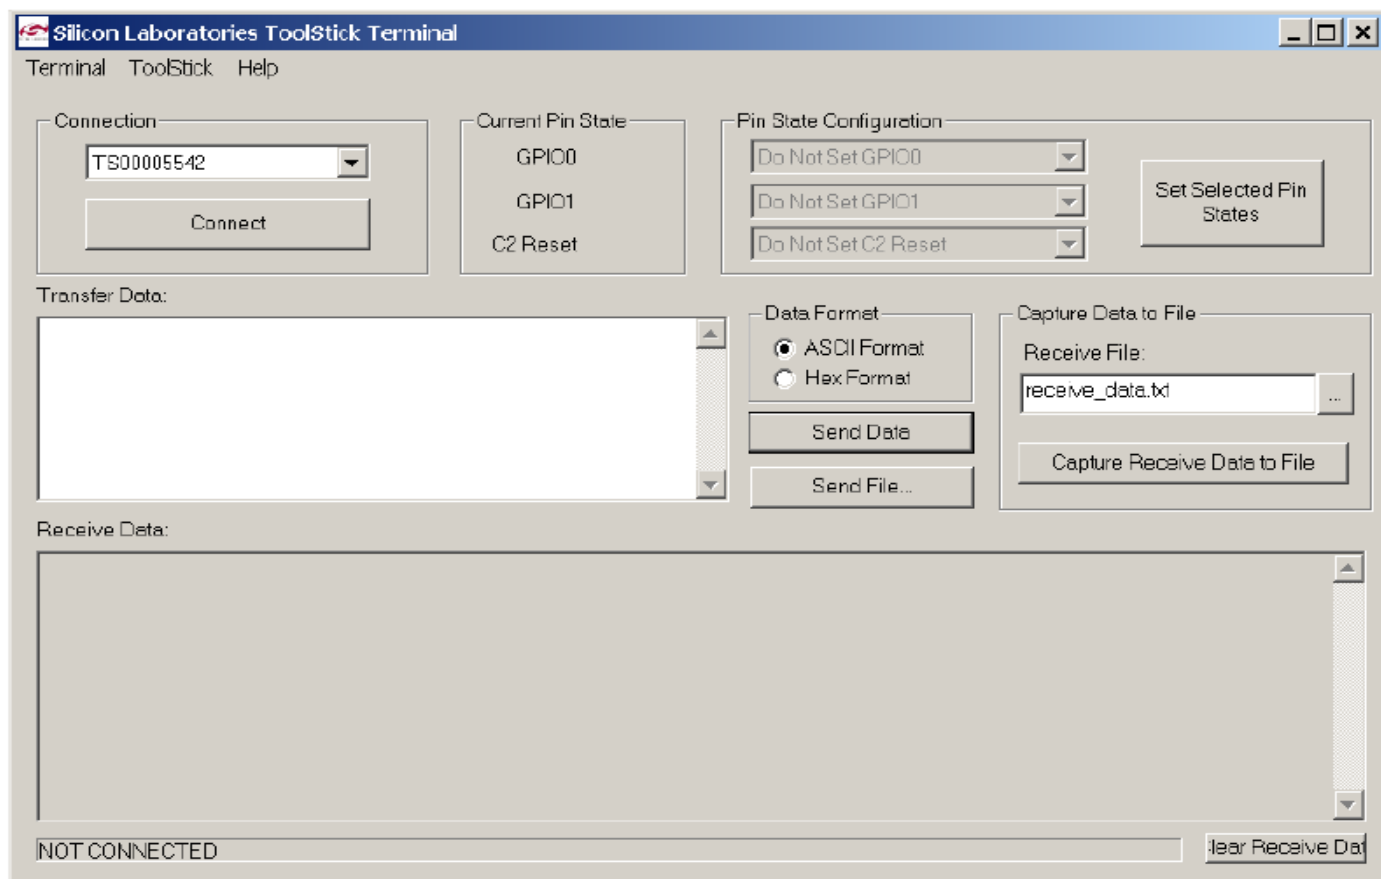 Silicon Laboratories ToolStick Terminal
Terminal ToolStick Help
Connection
TS00005542
Connect
Current Pin State
GPIO0
GPIO1
C2 Reset
Pin State Configuration
Do Not Set GPIO0
Do Not Set GPIO1
Do Not Set C2 Reset
Set Selected Pin
States
Transfer Data:
Data Format
ASCII Format
Hex Format
Send Data
Send File...
Capture Data to File
Receive File:
receive_data.txt
...
Capture Receive Data to File
Receive Data:
NOT CONNECTED
lear Receive Dat